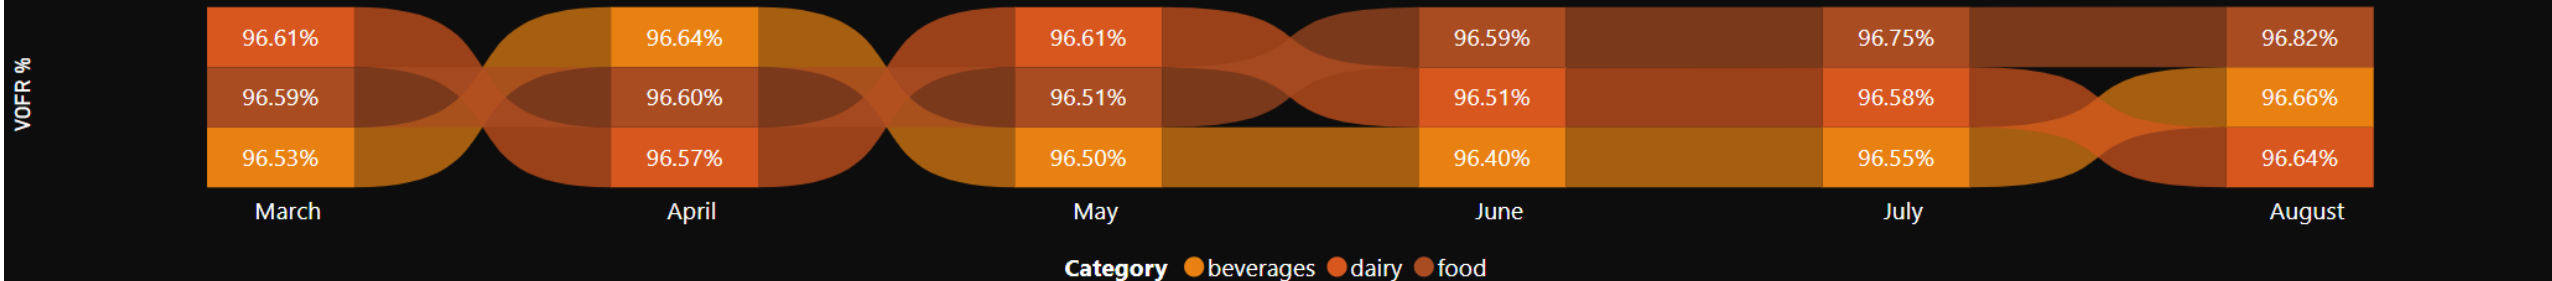 VOFR %
96.61% 96.64% 96.61% 96.59% 96.75% 96.82%
96.59% 96.60% 96.51% 96.51% 96.58% 96.66%
96.53% 96.57% 96.50% 96.40% 96.55% 96.64%
March April May June July August
Category beverages dairy food